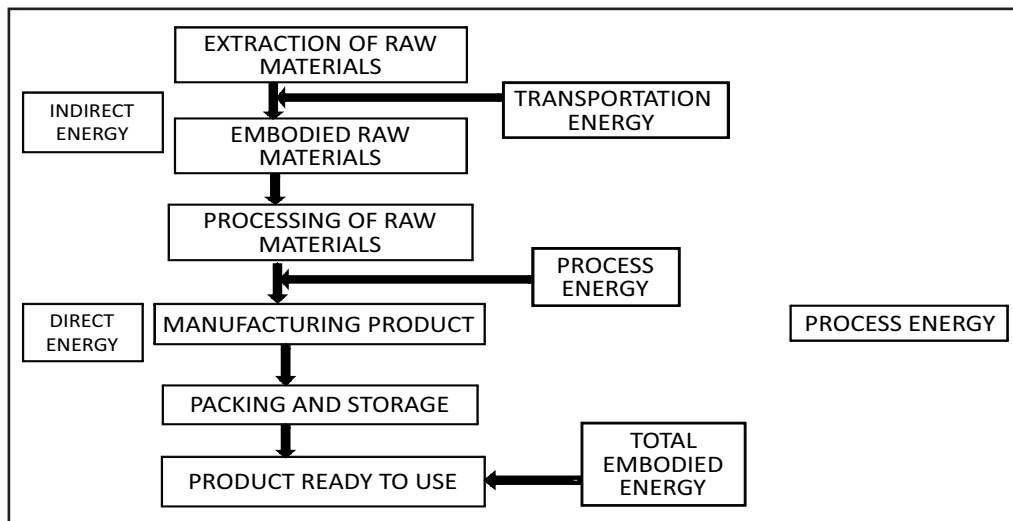 EXTRACTION OF RAW
MATERIALS
TRANSPORTATION
ENERGY
INDIRECT
ENERGY
EMBODIED RAW
MATERIALS
PROCESSING OF RAW
MATERIALS
PROCESS
ENERGY
DIRECT
ENERGY
MANUFACTURING PRODUCT
PROCESS ENERGY
PACKING AND STORAGE
TOTAL
EMBODIED
ENERGY
PRODUCT READY TO USE